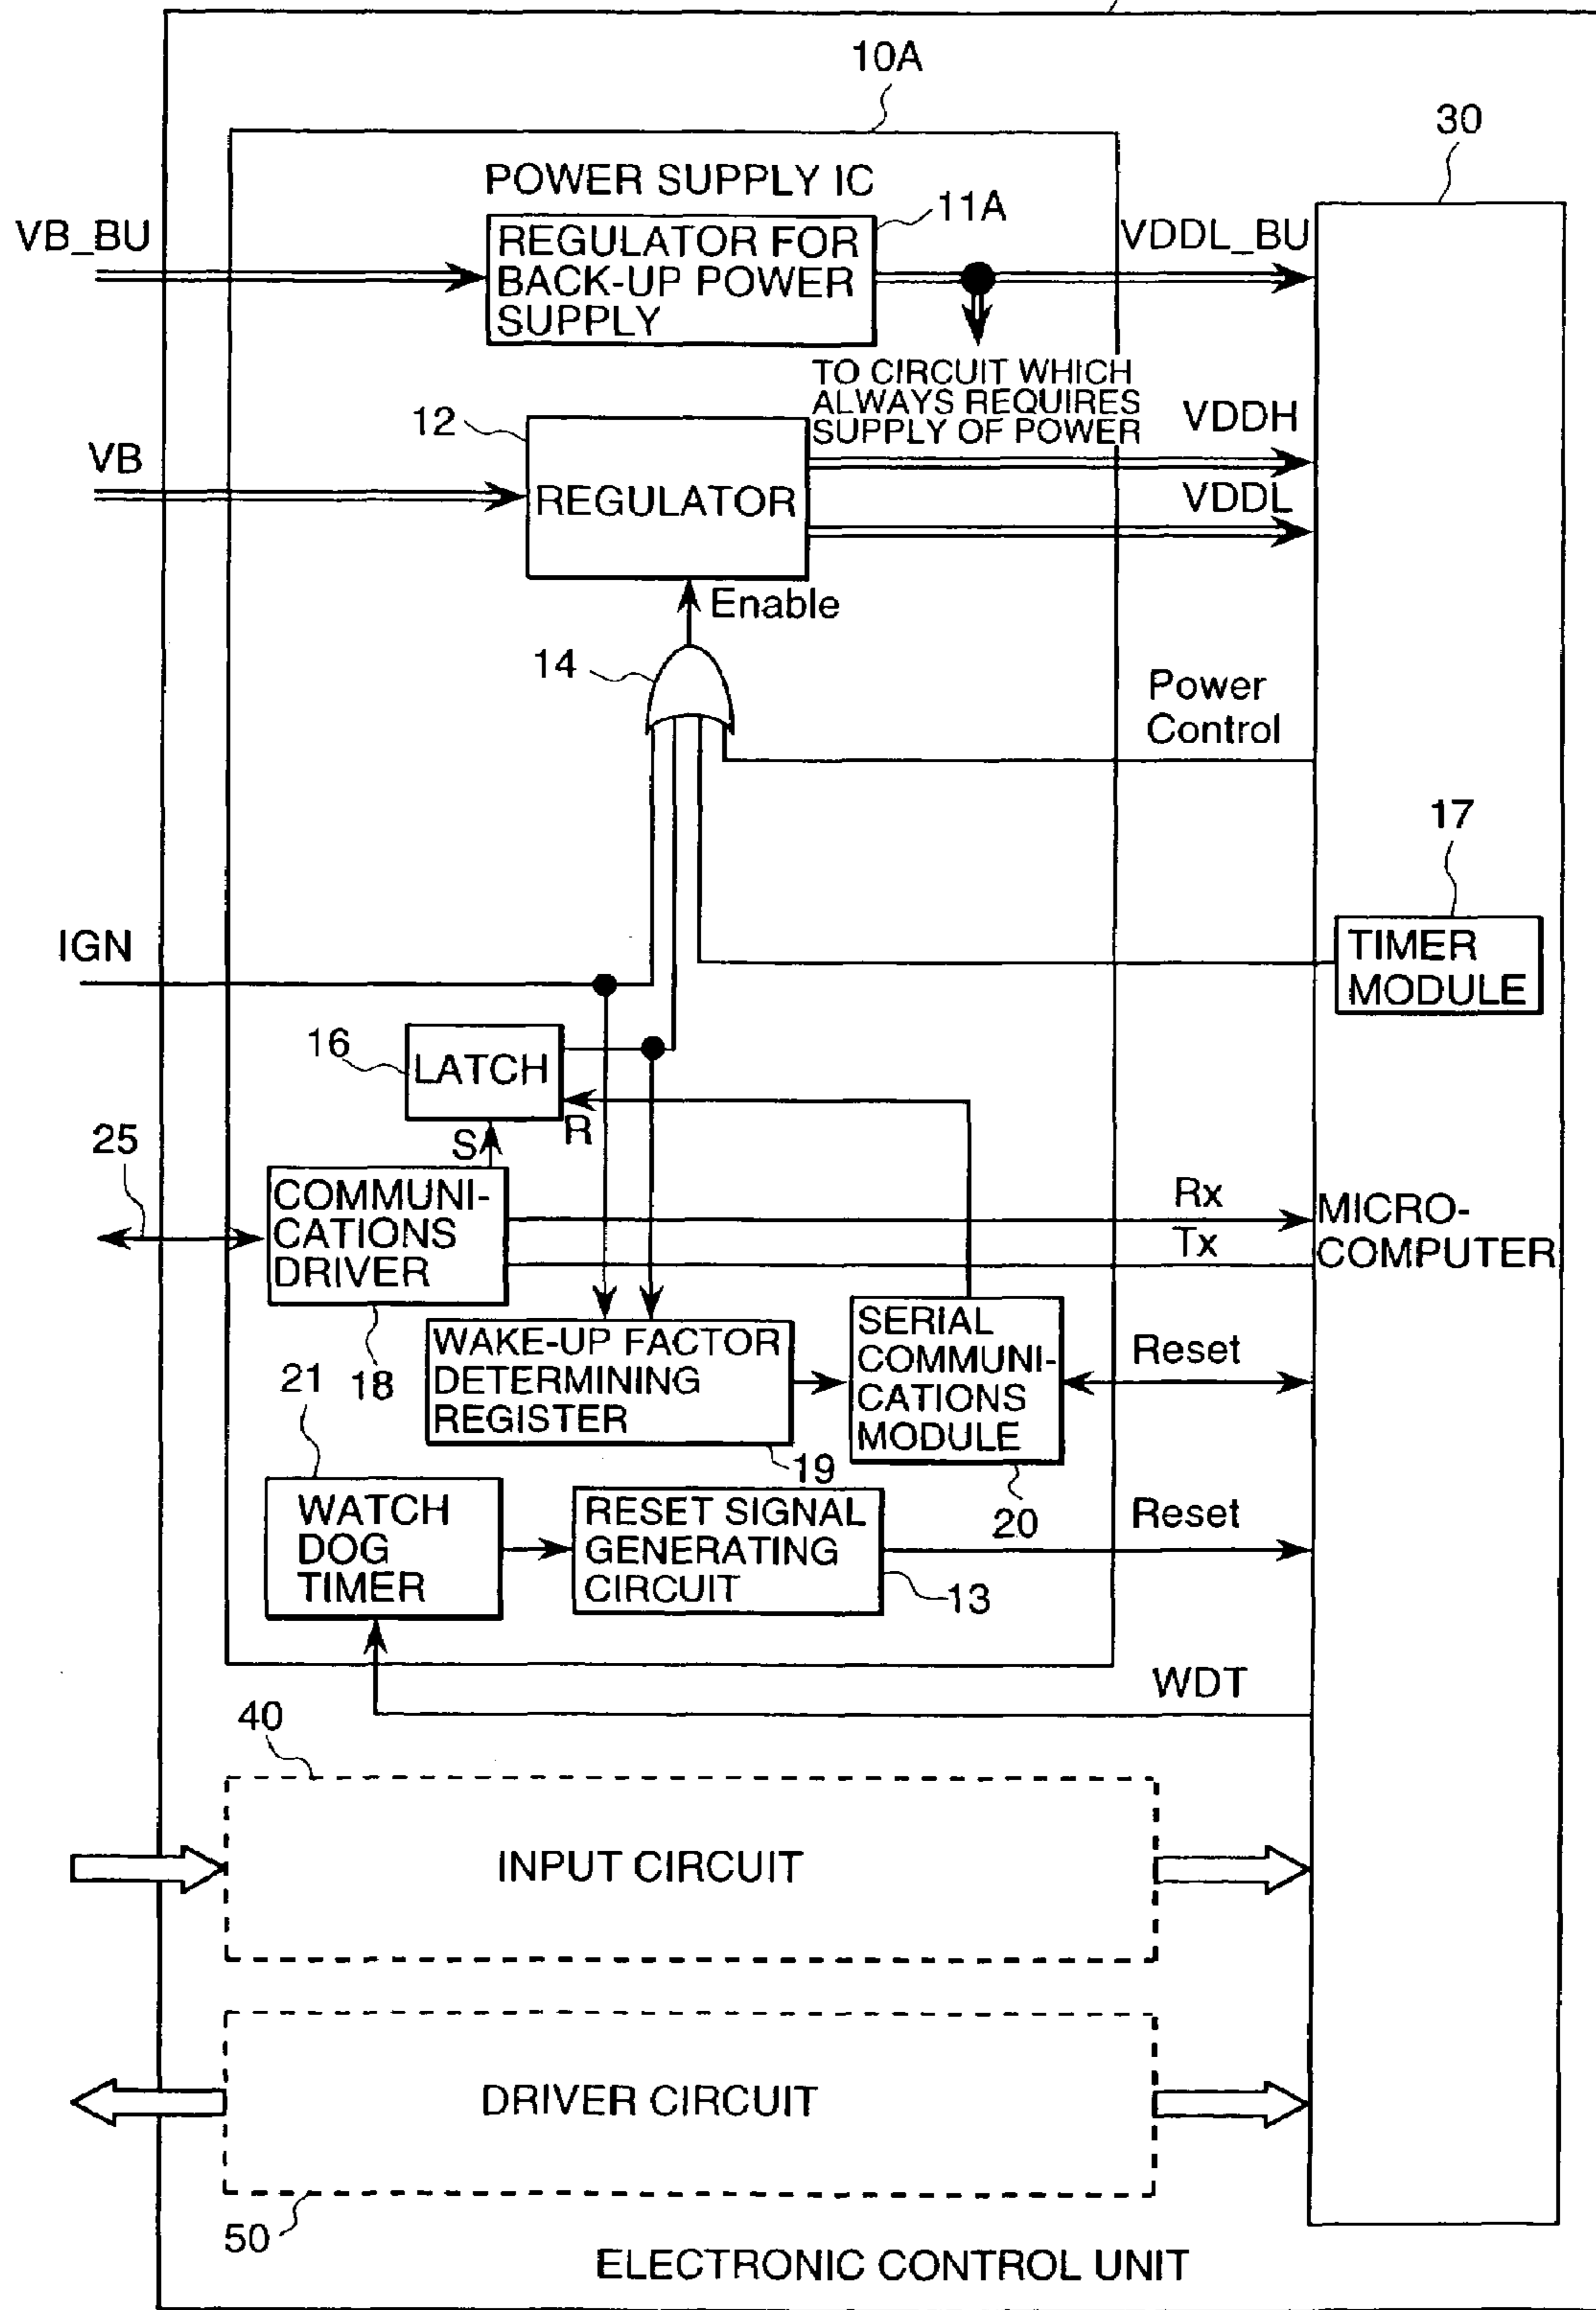 10A
30
POWER SUPPLY IC
11A
VB_BU
REGULATOR FOR
BACK-UP POWER
SUPPLY
VDDL_BU
TO CIRCUIT WHICH
ALWAYS REQUIRES
SUPPLY OF POWER
12
VDDH
VB
REGULATOR
VDDL
Enable
14
Power
Control
17
IGN
TIMER
MODULE
16
LATCH
R
S
25
COMMUNI-
CATIONS
DRIVER
Rx
Tx
MICRO-
COMPUTER
18
WAKE-UP FACTOR
DETERMINING
REGISTER
SERIAL
COMMUNI-
CATIONS
MODULE
Reset
21
19
20
WATCH
DOG
TIMER
RESET SIGNAL
GENERATING
CIRCUIT
Reset
13
WDT
40
INPUT CIRCUIT
DRIVER CIRCUIT
50
ELECTRONIC CONTROL UNIT